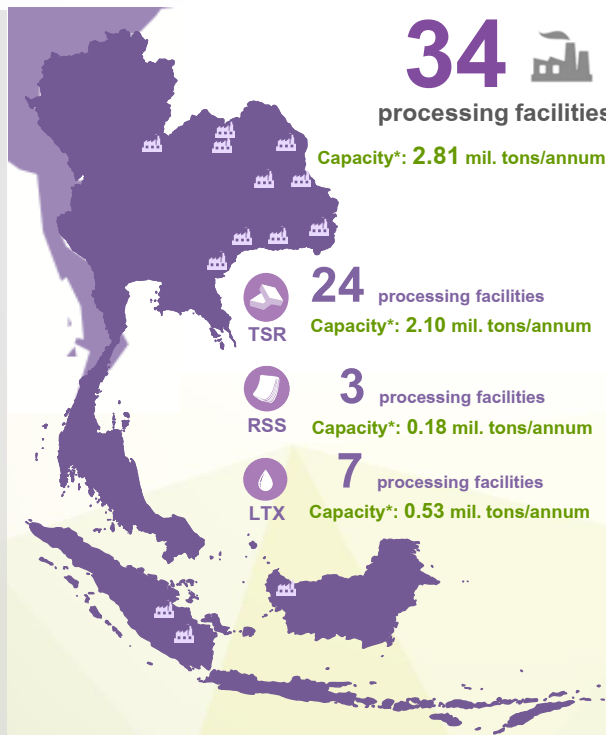 34
processing facilities
Capacity*: 2.81 mil. tons/annum
24 processing facilities
TSR
Capacity*: 2.10 mil. tons/annum
3 processing facilities
RSS
Capacity*: 0.18 mil. tons/annum
7 processing facilities
LTX
Capacity*: 0.53 mil. tons/annum